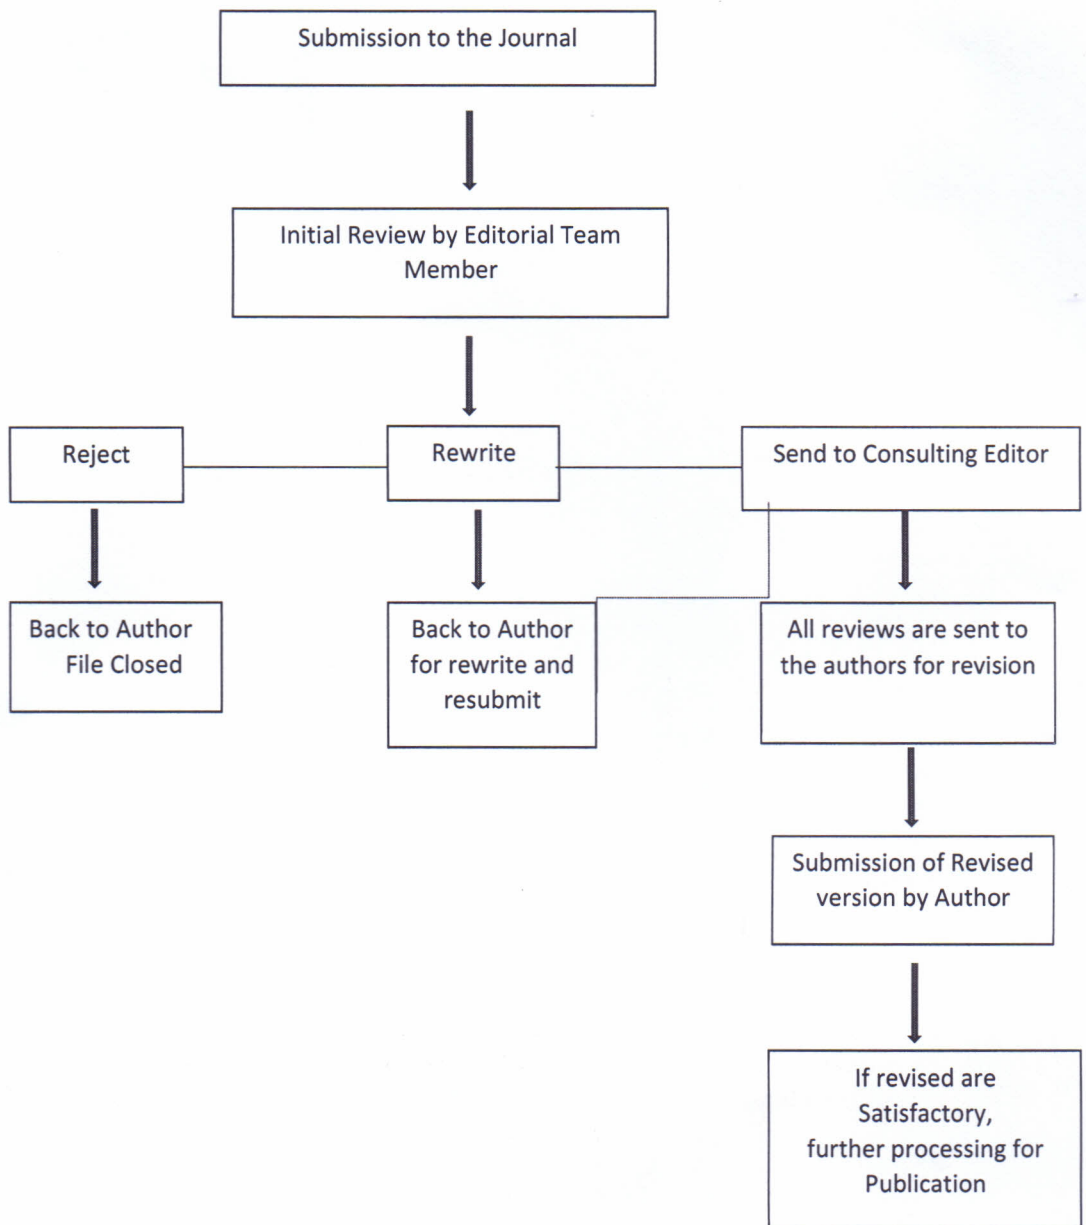 Submission to the Journal
Initial Review by Editorial Team
Member
Reject
Rewrite
Send to Consulting Editor
Back to Author
File Closed
Back to Author
for rewrite and
resubmit
All reviews are sent to
the authors for revision
Submission of Revised
version by Author
If revised are
Satisfactory,
further processing for
Publication